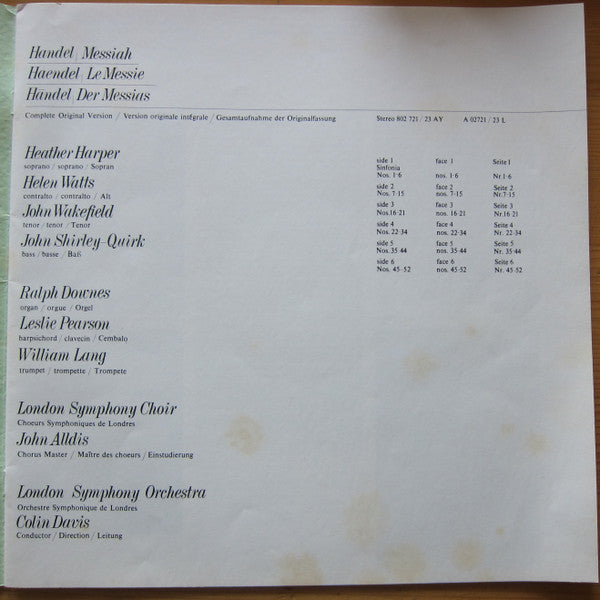 Handel / Messiah
Haendel / Le Messie
Handel / Der Messias
Complete Original Version / Version originale intégrale / Gesamtaufnahme der Originalfassung
Stereo 802 721 / 23 AY A 02721 / 23 L
Heather Harper
soprano / soprano / Sopran
Helen Watts
contralto / contralto / Alt
John Wakefield
tenor / tenor / Tenor
John Shirley-Quirk
bass / basse / Baß
Ralph Downes
organ / orgue / Orgel
Leslie Pearson
harpsichord / clavecin / Cembalo
William Lang
trumpet / trompette / Trompete
London Symphony Choir
Choeurs Symphoniques de Londres
John Alldis
Chorus Master / Maître des choeurs / Einstudierung
London Symphony Orchestra
Orchestre Symphonique de Londres
Colin Davis
Conductor / Direction / Leitung
side 1 face 1 Seite 1
Sinfonia
Nos. 1-6 nos. 1-6 Nr. 1-6
side 2 face 2 Seite 2
Nos. 7-15 nos. 7-15 Nr. 7-15
side 3 face 3 Seite 3
Nos. 16-21 nos. 16-21 Nr. 16-21
side 4 face 4 Seite 4
Nos. 22-34 nos. 22-34 Nr. 22-34
side 5 face 5 Seite 5
Nos. 35-44 nos. 35-44 Nr. 35-44
side 6 face 6 Seite 6
Nos. 45-52 nos. 45-52 Nr. 45-52